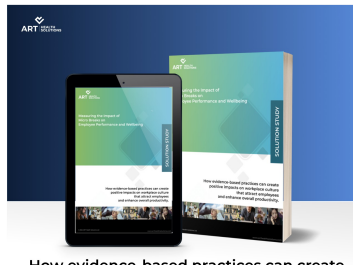 ART HEALTH
SOLUTIONS
ART HEALTH
SOLUTIONS
Measuring the Impact of
Micro Breaks on
Employee Performance and Wellbeing
SOLUTION STUDY
How evidence-based practices can create
positive impacts on workplace culture
that attract employees
and enhance overall productivity.
ART
suring the Impact of
o Breaks on
loyee Performance and Wellbeing
SOLUTION STUDY
How evidence-based practices can create
positive impacts on workplace culture
that attract employees
and enhance overall productivity.
How evidence-based practices can create